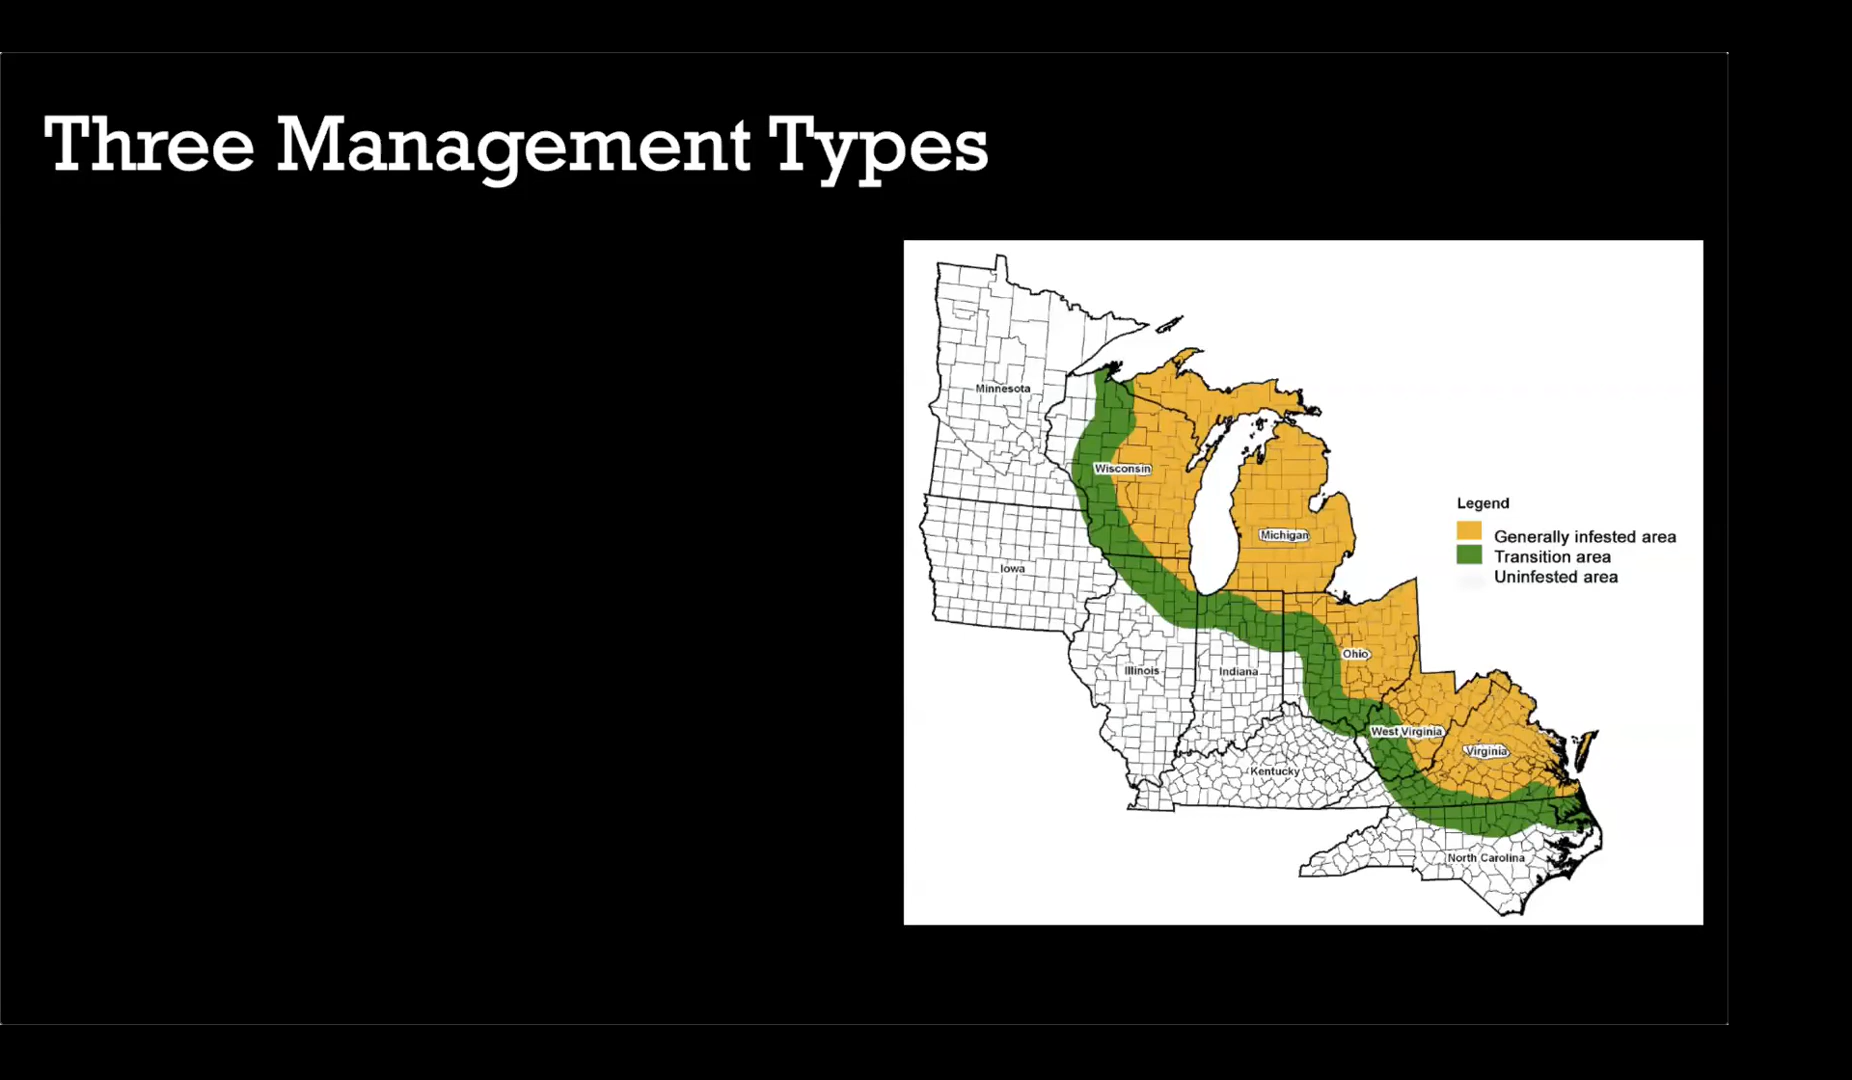 Three Management Types
Minnesota
Wisconsin
Legend
Generally infested area
Michigan
Transition area
Iowa
Uninfested area
Ohio
Illinois
Indiana
West Virginia
Virginia
Kentucky
North Carolina